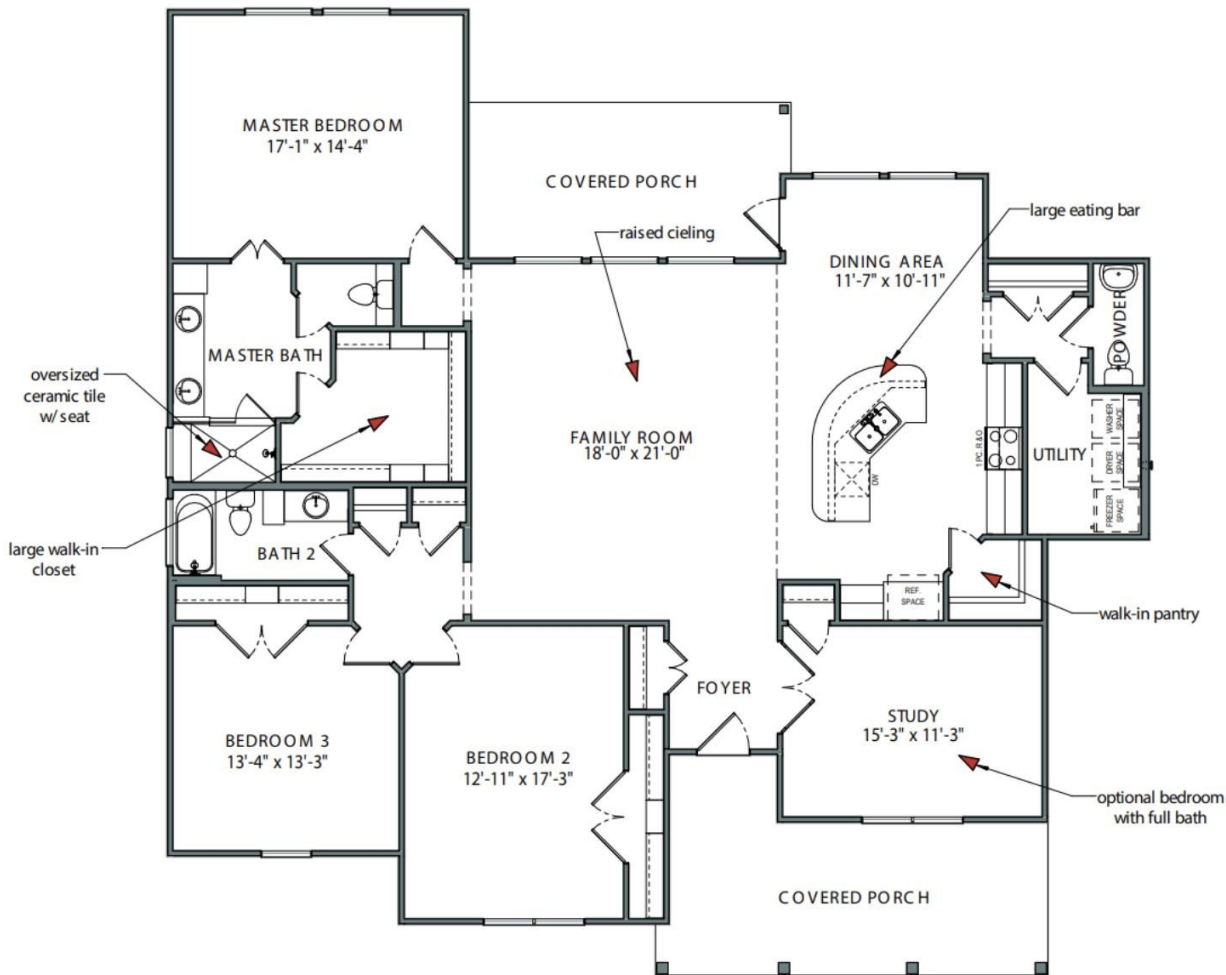 MASTER BEDROOM
17'-1" x 14'-4"
COVERED PORCH
raised cieling
large eating bar
DINING AREA
11'-7" x 10'-11"
POWDER
MASTER BATH
oversized
ceramic tile
w/ seat
FAMILY ROOM
18'-0" x 21'-0"
1 PC R&O
UTILITY
WASHER
SPACE
DRYER
SPACE
FREEZER
SPACE
DW
large walk-in
closet
BATH 2
REF.
SPACE
walk-in pantry
FOYER
STUDY
15'-3" x 11'-3"
BEDROOM 3
13'-4" x 13'-3"
BEDROOM 2
12'-11" x 17'-3"
optional bedroom
with full bath
COVERED PORCH